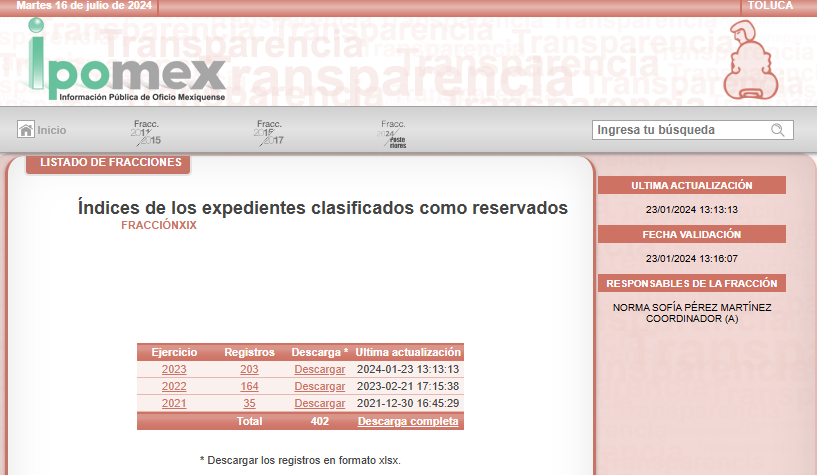 Martes 16 de julio de 2024
TOLUCA
Transparencia
Transparencia
ipomex
Información Pública de Oficio Mexiquense
Inicio
Fracc.
Fracc.
Fracc.
2024
Poste
riores
Ingresa tu búsqueda
LISTADO DE FRACCIONES
Índices de los expedientes clasificados como reservados
FRACCIÓNXIX
Ejercicio Registros Descarga * Ultima actualización
2023 203 Descargar 2024-01-23 13:13:13
2022 164 Descargar 2023-02-21 17:15:38
2021 35 Descargar 2021-12-30 16:45:29
Total 402 Descarga completa
* Descargar los registros en formato xlsx.
ULTIMA ACTUALIZACIÓN
23/01/2024 13:13:13
FECHA VALIDACIÓN
23/01/2024 13:16:07
RESPONSABLES DE LA FRACCIÓN
NORMA SOFÍA PÉREZ MARTÍNEZ
COORDINADOR (A)